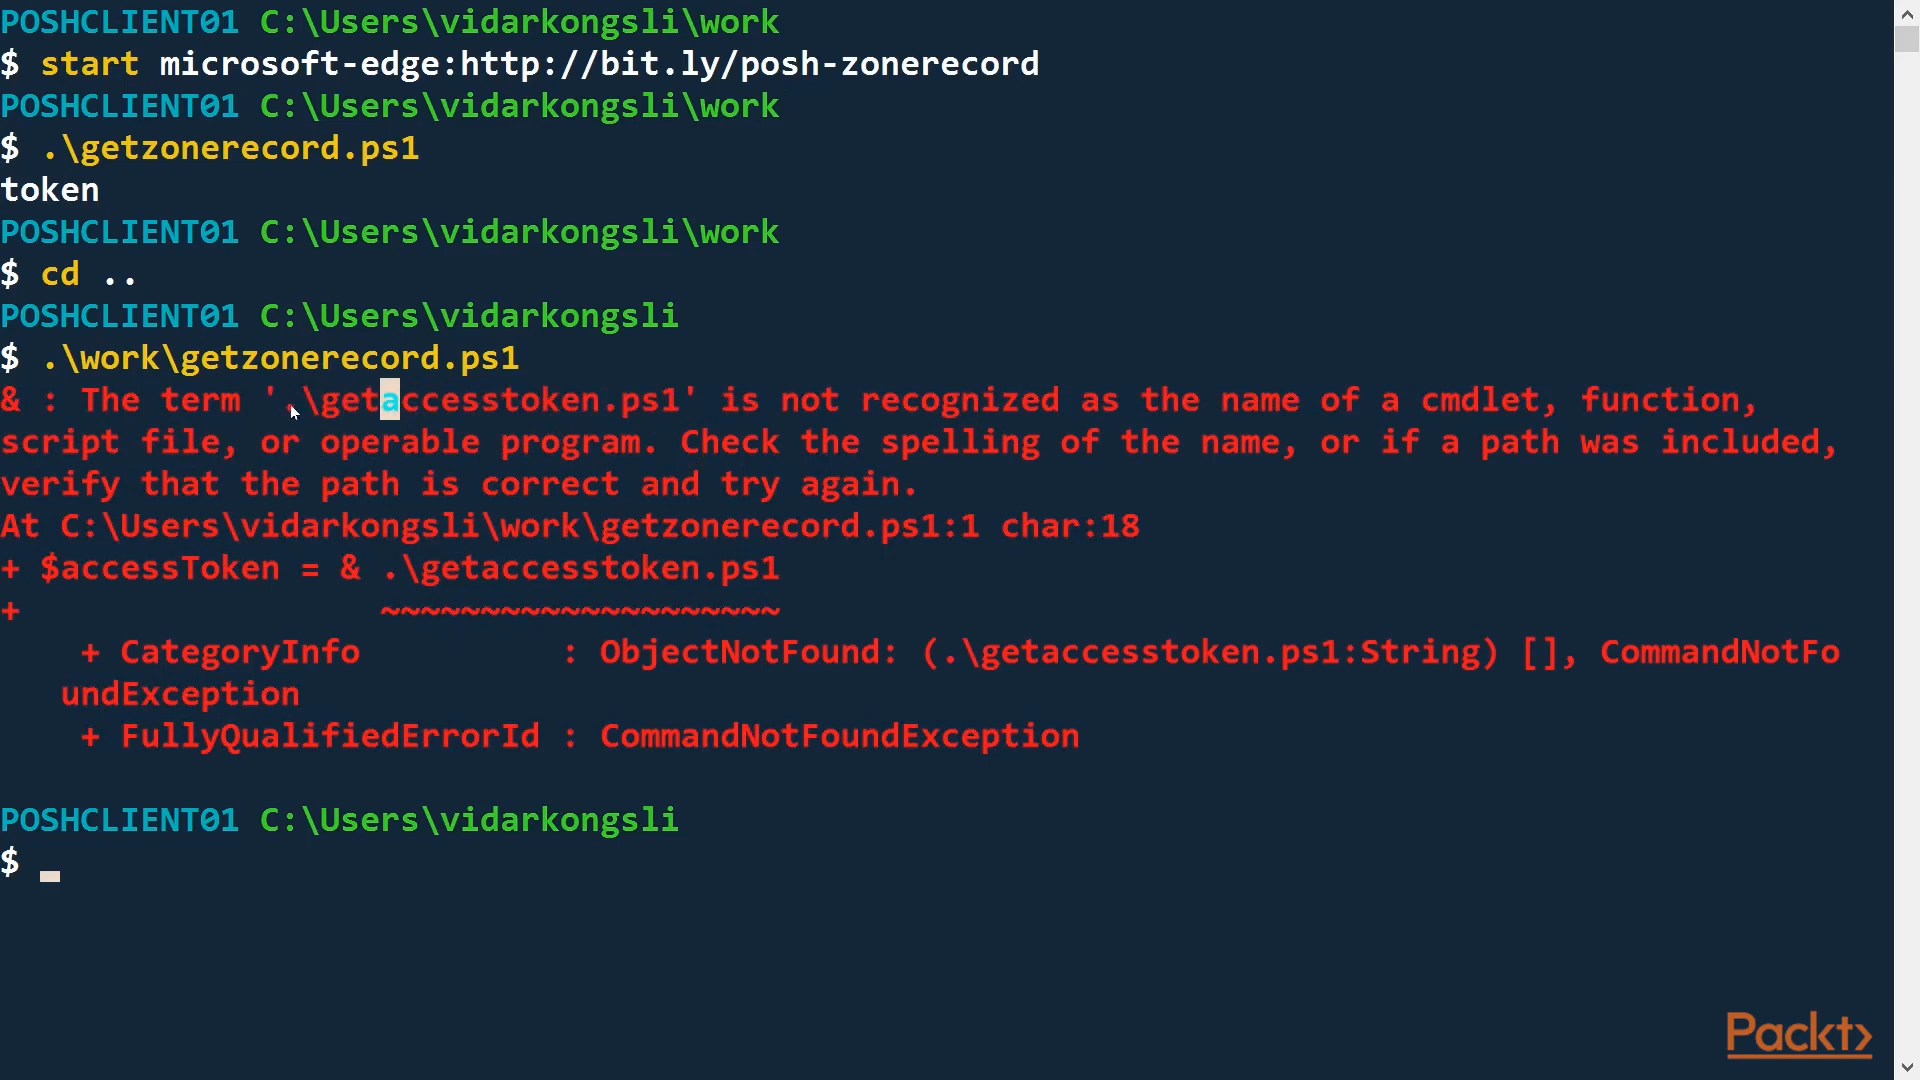 POSHCLIENT01 C:\Users\vidarkongsli\work
$ start microsoft-edge:http://bit.ly/posh-zonerecord
POSHCLIENT01 C:\Users\vidarkongsli\work
$ .\getzonerecord.ps1
token
POSHCLIENT01 C:\Users\vidarkongsli\work
$ cd ..
POSHCLIENT01 C:\Users\vidarkongsli
$ .\work\getzonerecord.ps1
& : The term '.\getaccesstoken.ps1' is not recognized as the name of a cmdlet, function,
script file, or operable program. Check the spelling of the name, or if a path was included,
verify that the path is correct and try again.
At C:\Users\vidarkongsli\work\getzonerecord.ps1:1 char:18
+ $accessToken = & .\getaccesstoken.ps1
+                  ~~~~~~~~~~~~~~~~~~~~
    + CategoryInfo          : ObjectNotFound: (.\getaccesstoken.ps1:String) [], CommandNotFo
   undException
    + FullyQualifiedErrorId : CommandNotFoundException
POSHCLIENT01 C:\Users\vidarkongsli
$
Packt>